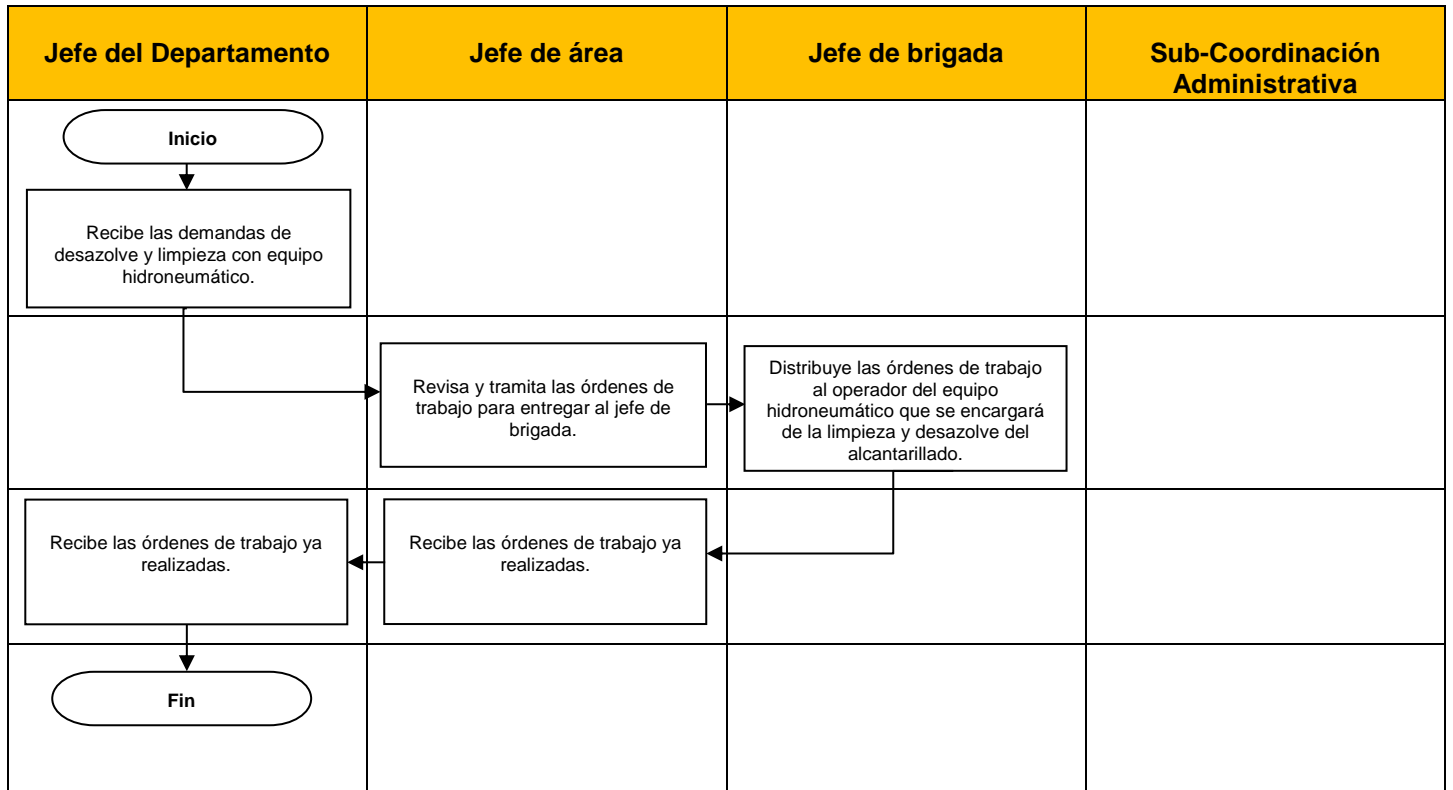 Jefe del Departamento
Jefe de área
Jefe de brigada
Sub-Coordinación
Administrativa
Inicio
Recibe las demandas de
desazolve y limpieza con equipo
hidroneumático.
Revisa y tramita las órdenes de
trabajo para entregar al jefe de
brigada.
Distribuye las órdenes de trabajo
al operador del equipo
hidroneumático que se encargará
de la limpieza y desazolve del
alcantarillado.
Recibe las órdenes de trabajo ya
realizadas.
Recibe las órdenes de trabajo ya
realizadas.
Fin